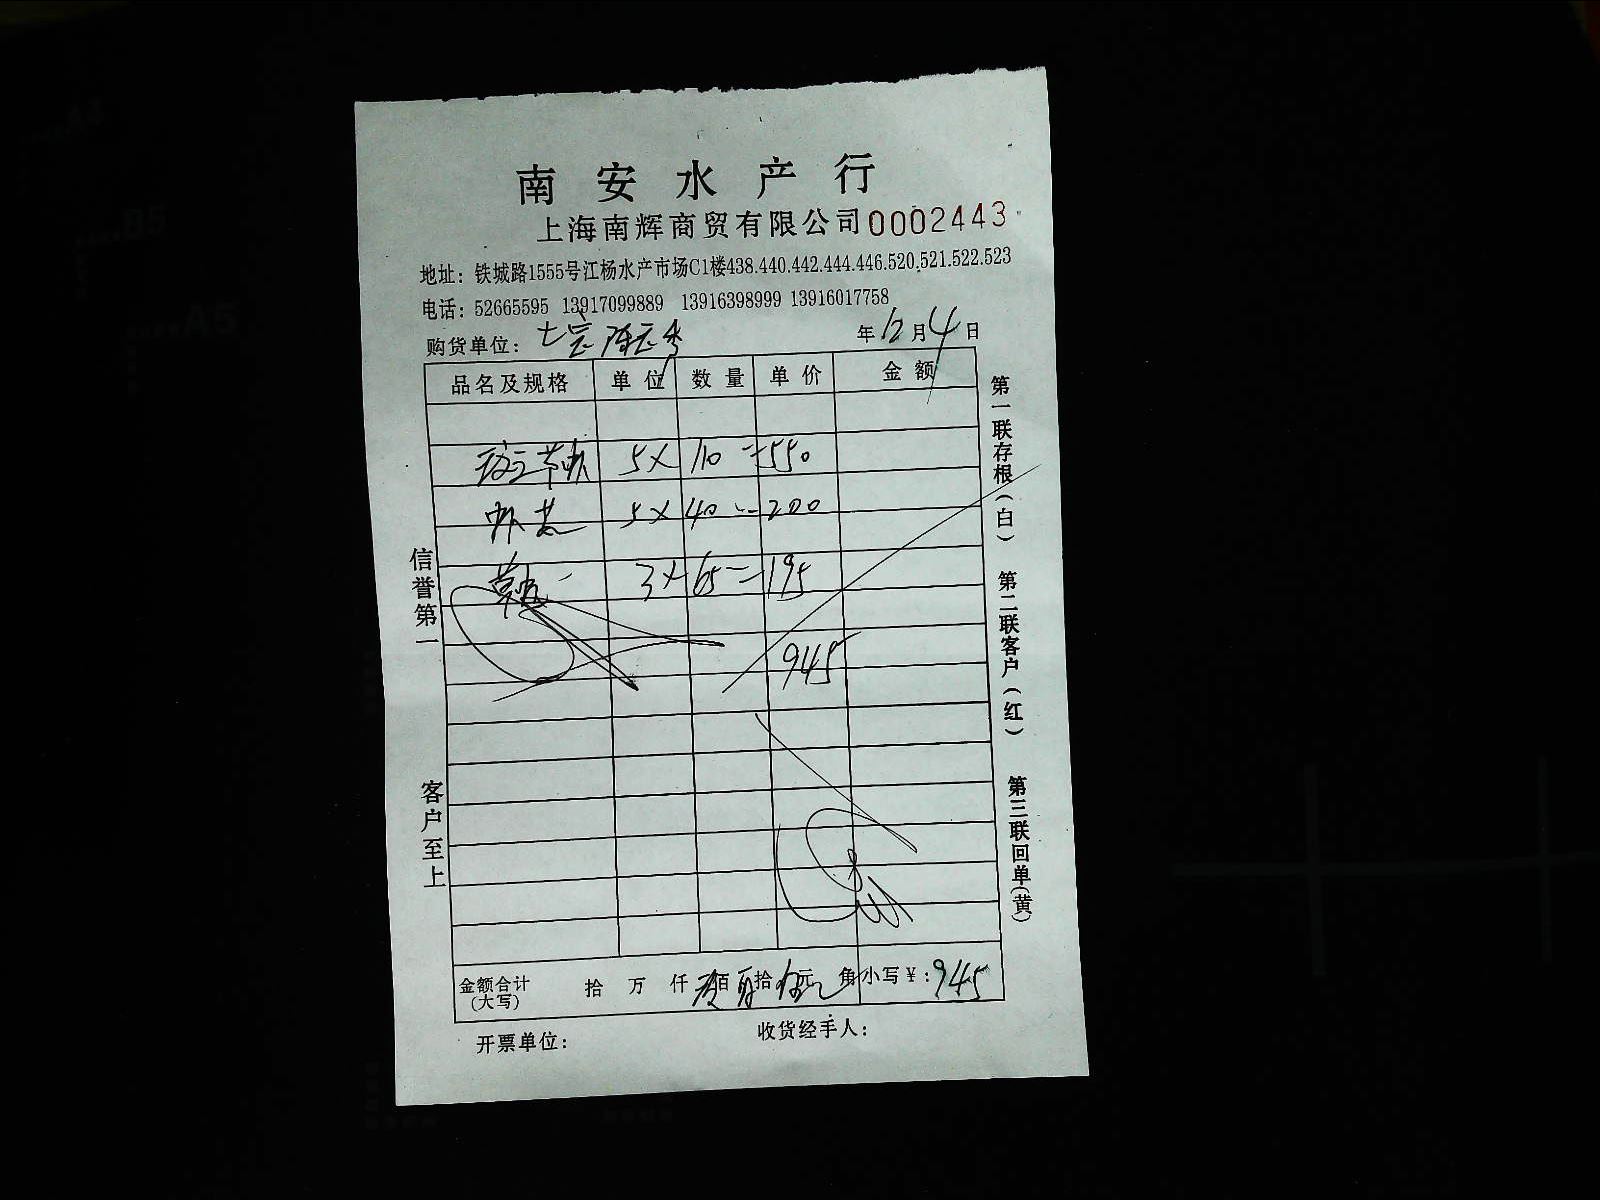 南安水产行
上海南辉商贸有限公司0002443
地址：铁城路1555号江杨水产市场C1楼438.440.442.444.446.520.521.522.523
电话：52665595 13917099889 13916398999 13916017758
购货单位： 年12月4日
品名及规格 单位 数量 单价 金额
5× 110 =550
5× 40 =200
3× 65 =195
945
金额合计(大写) 拾 万 仟 佰 拾 元 角 小写￥:945
开票单位： 收货经手人：
信誉第一 客户至上
第一联存根(白) 第二联客户(红) 第三联回单(黄)